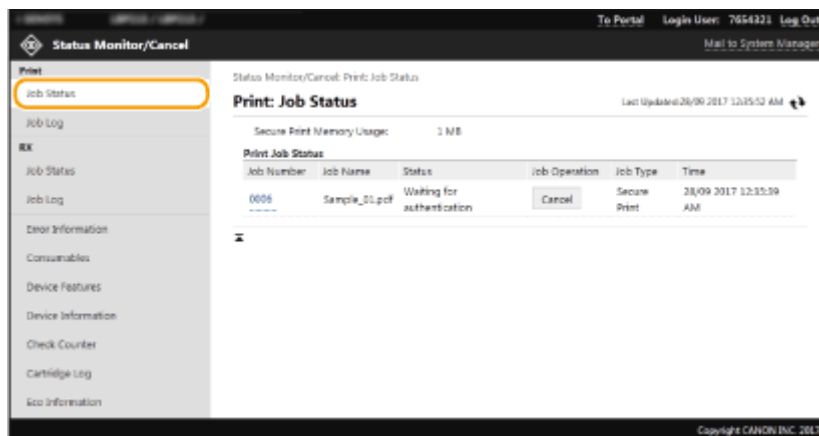 To Portal Login User: 7654321 Log Out
Status Monitor/Cancel Mail to System Manager
Print
Job Status
Job Log
RX
Job Status
Job Log
Error Information
Consumables
Device Features
Device Information
Check Counter
Cartridge Log
Eco Information
Status Monitor/Cancel: Print: Job Status
Print: Job Status Last Updated:28/09 2017 12:35:52 AM
Secure Print Memory Usage: 1 MB
Print Job Status
Job Number Job Name Status Job Operation Job Type Time
0006 Sample_01.pdf Waiting for authentication Cancel Secure Print 28/09 2017 12:35:39 AM
Copyright CANON INC. 2017